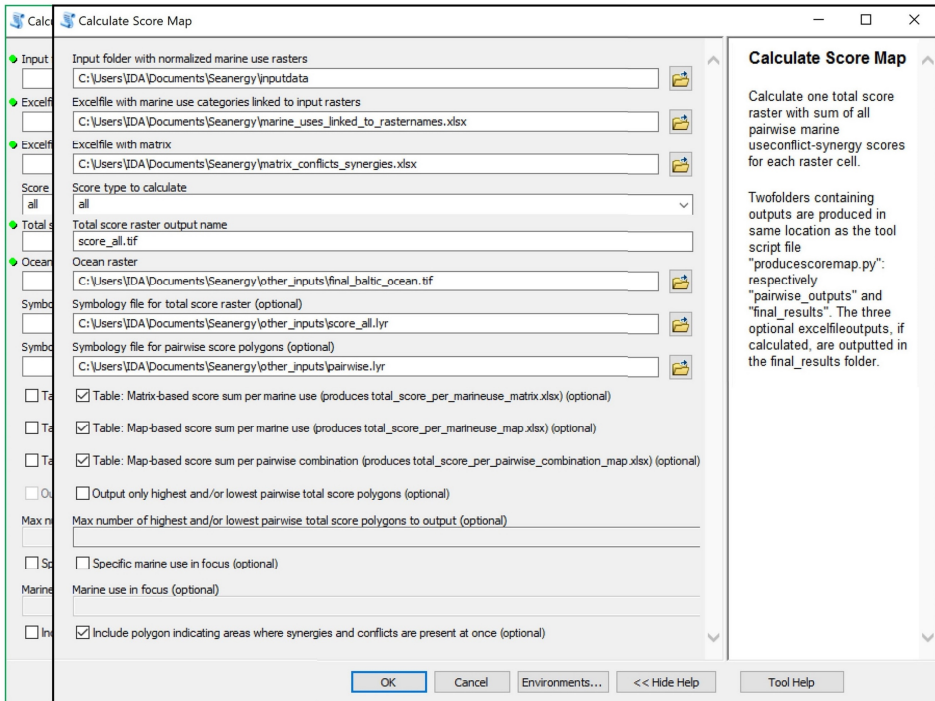 Calc
Calculate Score Map
Input
Excelfi
Excelfi
Score
all
Total s
Ocean
Symbo
Symbo
Ta
Ta
Ta
Ou
Max n
Sp
Marine
Inc
Input folder with normalized marine use rasters
C:\Users\IDA\Documents\Seanergy\inputdata
Excelfile with marine use categories linked to input rasters
C:\Users\IDA\Documents\Seanergy\marine_uses_linked_to_rasternames.xlsx
Excelfile with matrix
C:\Users\IDA\Documents\Seanergy\matrix_conflicts_synergies.xlsx
Score type to calculate
all
Total score raster output name
score_all.tif
Ocean raster
C:\Users\IDA\Documents\Seanergy\other_inputs\final_baltic_ocean.tif
Symbology file for total score raster (optional)
C:\Users\IDA\Documents\Seanergy\other_inputs\score_all.lyr
Symbology file for pairwise score polygons (optional)
C:\Users\IDA\Documents\Seanergy\other_inputs\pairwise.lyr
Table: Matrix-based score sum per marine use (produces total_score_per_marineuse_matrix.xlsx) (optional)
Table: Map-based score sum per marine use (produces total_score_per_marineuse_map.xlsx) (optional)
Table: Map-based score sum per pairwise combination (produces total_score_per_pairwise_combination_map.xlsx) (optional)
Output only highest and/or lowest pairwise total score polygons (optional)
Max number of highest and/or lowest pairwise total score polygons to output (optional)
Specific marine use in focus (optional)
Marine use in focus (optional)
Include polygon indicating areas where synergies and conflicts are present at once (optional)
OK
Cancel
Environments...
<< Hide Help
Tool Help
Calculate Score Map
Calculate one total score
raster with sum of all
pairwise marine
useconflict-synergy scores
for each raster cell.
Twofolders containing
outputs are produced in
same location as the tool
script file
"producescoremap.py":
respectively
"pairwise_outputs" and
"final_results". The three
optional excelfileoutputs, if
calculated, are outputted in
the final_results folder.